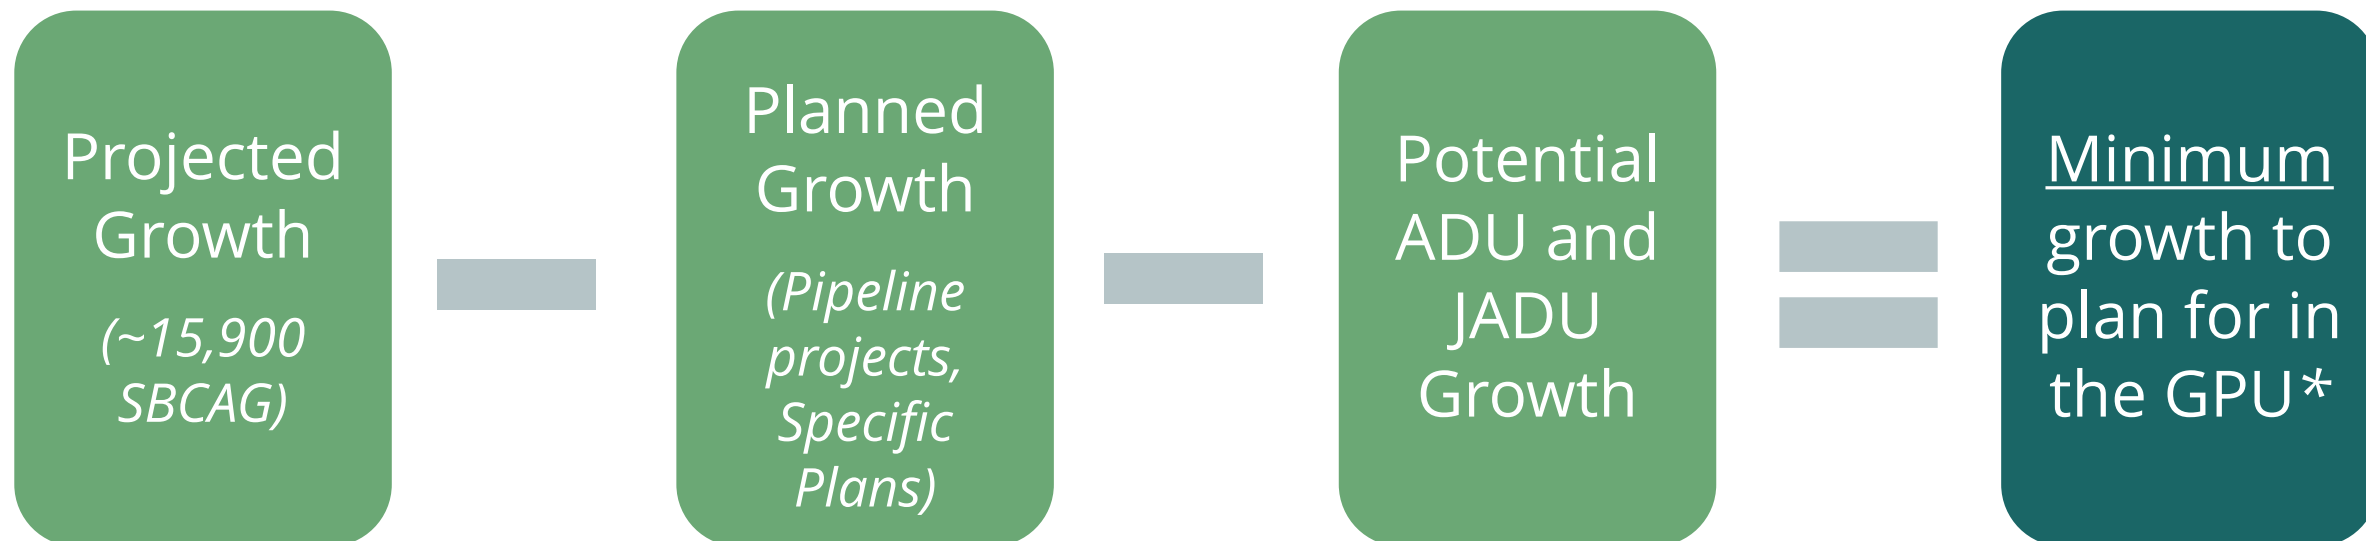 Projected
Growth
(~15,900
SBCAG)
Planned
Growth
(Pipeline
projects,
Specific
Plans)
Potential
ADU and
JADU
Growth
Minimum
growth to
plan for in
the GPU*